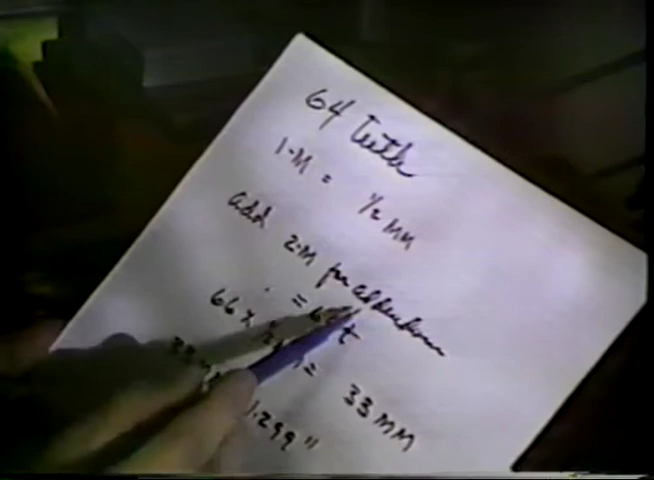 64 Teeth
1-M = 1/2 MM
add 2-M for addendum
66 x = 33 MM
1.299"